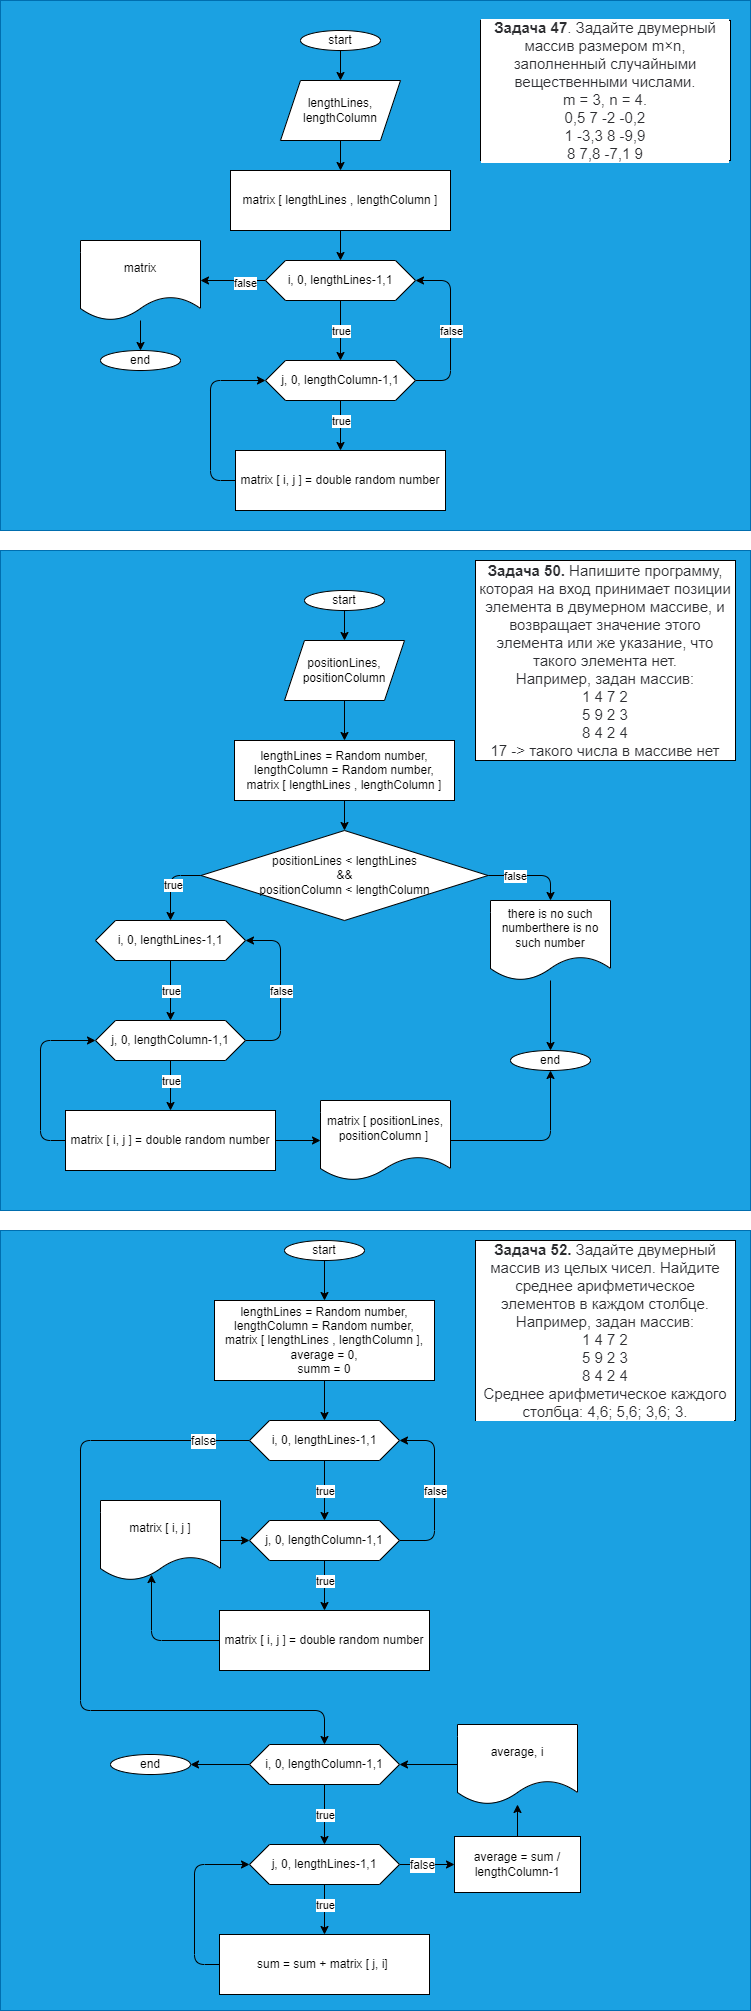 start
lengthLines,
lengthColumn
matrix [ lengthLines , lengthColumn ]
i, 0, lengthLines-1,1
false
matrix
end
true
false
j, 0, lengthColumn-1,1
true
matrix [ i, j ] = double random number
Задача 47. Задайте двумерный
массив размером m×n,
заполненный случайными
вещественными числами.
m = 3, n = 4.
0,5 7 -2 -0,2
1 -3,3 8 -9,9
8 7,8 -7,1 9
start
positionLines,
positionColumn
lengthLines = Random number,
lengthColumn = Random number,
matrix [ lengthLines , lengthColumn ]
positionLines < lengthLines
&&
positionColumn < lengthColumn
true
false
i, 0, lengthLines-1,1
true
false
j, 0, lengthColumn-1,1
true
matrix [ i, j ] = double random number
matrix [ positionLines,
positionColumn ]
there is no such
numberthere is no
such number
end
Задача 50. Напишите программу,
которая на вход принимает позиции
элемента в двумерном массиве, и
возвращает значение этого
элемента или же указание, что
такого элемента нет.
Например, задан массив:
1 4 7 2
5 9 2 3
8 4 2 4
17 -> такого числа в массиве нет
start
lengthLines = Random number,
lengthColumn = Random number,
matrix [ lengthLines , lengthColumn ],
average = 0,
summ = 0
i, 0, lengthLines-1,1
false
true
false
matrix [ i, j ]
j, 0, lengthColumn-1,1
true
matrix [ i, j ] = double random number
i, 0, lengthColumn-1,1
end
average, i
true
j, 0, lengthLines-1,1
false
average = sum /
lengthColumn-1
true
sum = sum + matrix [ j, i]
Задача 52. Задайте двумерный
массив из целых чисел. Найдите
среднее арифметическое
элементов в каждом столбце.
Например, задан массив:
1 4 7 2
5 9 2 3
8 4 2 4
Среднее арифметическое каждого
столбца: 4,6; 5,6; 3,6; 3.